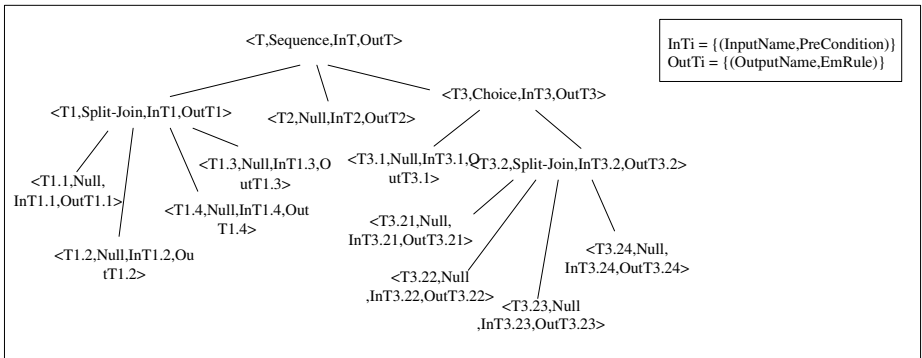 <T,Sequence,InT,OutT>
InTi = {(InputName,PreCondition)}
OutTi = {(OutputName,EmRule)}
<T3,Choice,InT3,OutT3>
<T1,Split-Join,InT1,OutT1>
<T2,Null,InT2,OutT2>
<T1.3,Null,InT1.3,O
utT1.3>
<T3.1,Null,InT3.1,O
utT3.1>
<T3.2,Split-Join,InT3.2,OutT3.2>
<T1.1,Null,
InT1.1,OutT1.1>
<T1.4,Null,InT1.4,Out
T1.4>
<T3.21,Null,
InT3.21,OutT3.21>
<T1.2,Null,InT1.2,Ou
tT1.2>
<T3.24,Null,
InT3.24,OutT3.24>
<T3.22,Null
,InT3.22,OutT3.22>
<T3.23,Null
,InT3.23,OutT3.23>